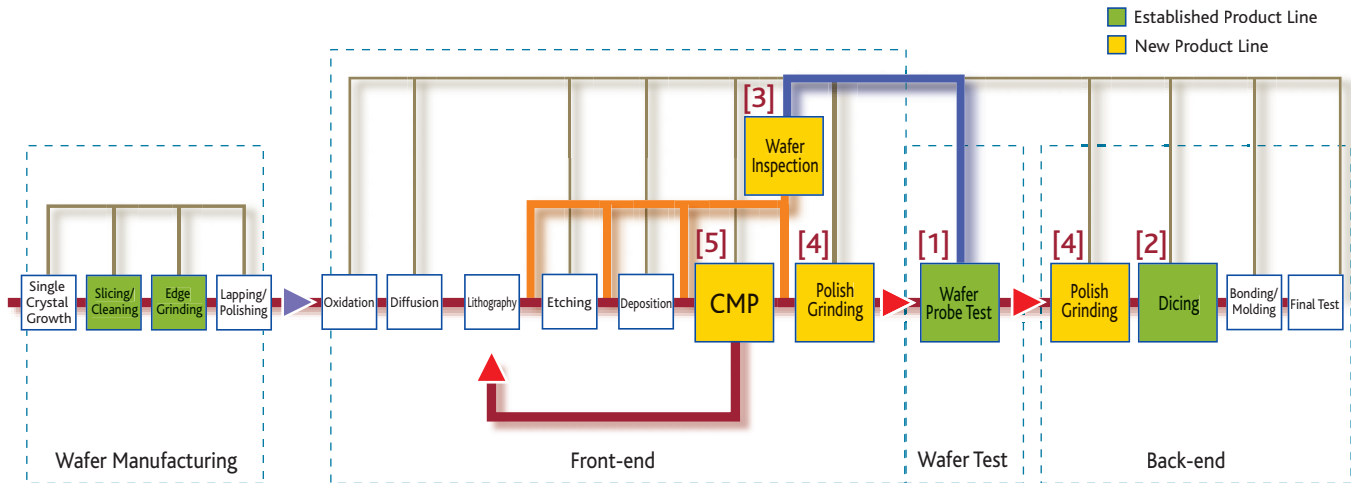 Established Product Line
New Product Line
[3]
Wafer
Inspection
[5]
[4]
[1]
[4]
[2]
Single
Crystal
Growth
Slicing/
Cleaning
Edge
Grinding
Lapping/
Polishing
Oxidation
Diffusion
Lithography
Etching
Deposition
CMP
Polish
Grinding
Wafer
Probe Test
Polish
Grinding
Dicing
Bonding/
Molding
Final Test
Wafer Manufacturing
Front-end
Wafer Test
Back-end